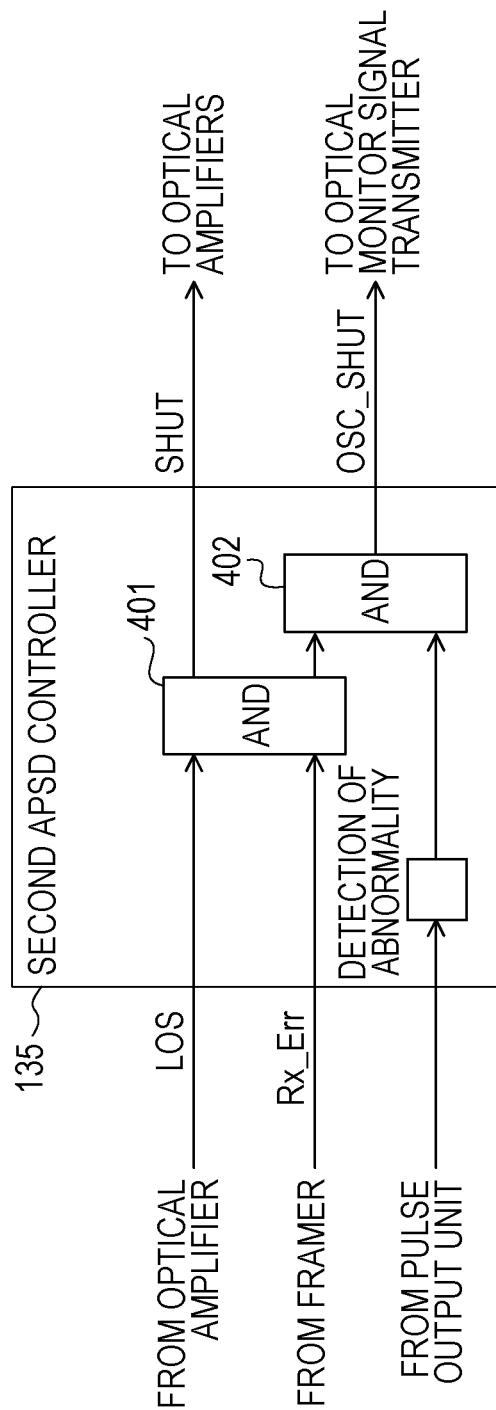 135
SECOND APSD CONTROLLER
FROM OPTICAL
AMPLIFIER
LOS
401
SHUT
TO OPTICAL
AMPLIFIERS
FROM FRAMER
Rx_Err
AND
402
AND
OSC_SHUT
TO OPTICAL
MONITOR SIGNAL
TRANSMITTER
DETECTION OF
ABNORMALITY
FROM PULSE
OUTPUT UNIT